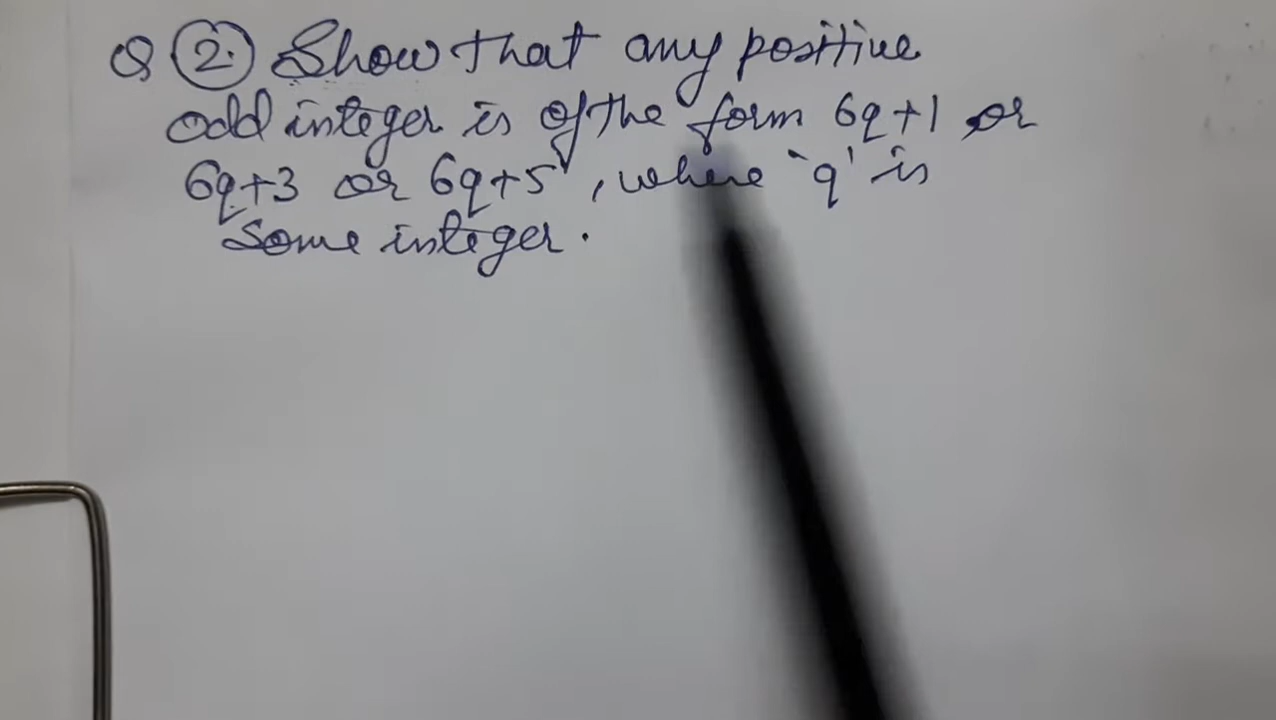 Q 2. Show that any positive
odd integer is of the form 6q+1 or
6q+3 or 6q+5, where 'q' is
some integer.